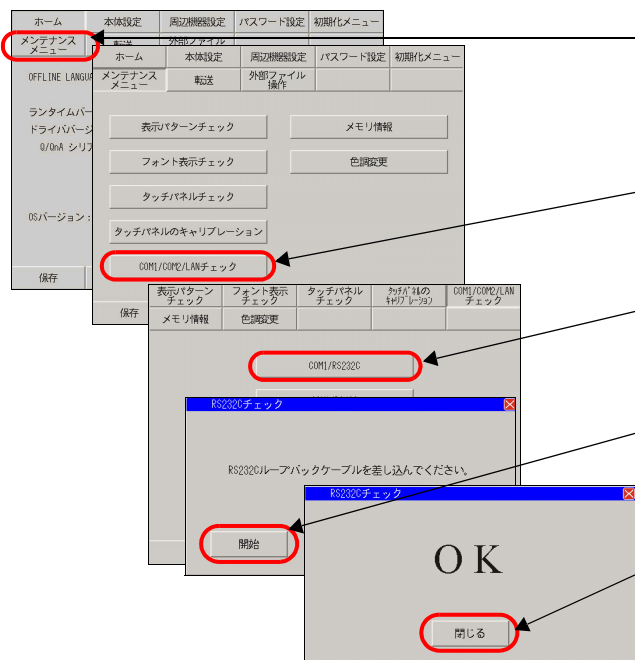 ホーム 本体設定 周辺機器設定 パスワード設定 初期化メニュー
メンテナンス
メニュー
転送
外部ファイル
OFFLINE
ランタイムバー
ドライババージ
Q/QnA シリア
OSバージョン:
保存
ホーム 本体設定 周辺機器設定 パスワード設定 初期化メニュー
メンテナンス
メニュー
転送
外部ファイル
操作
表示パターンチェック メモリ情報
フォント表示チェック 色調変更
タッチパネルチェック
タッチパネルのキャリブレーション
COM1/COM2/LANチェック
保存
表示パターン
チェック
フォント表示
チェック
タッチパネル
チェック
タッチパネルの
キャリブレーション
COM1/COM2/LAN
チェック
メモリ情報 色調変更
COM1/RS232C
RS232Cチェック
RS232Cループバックケーブルを差し込んでください。
開始
RS232Cチェック
OK
閉じる